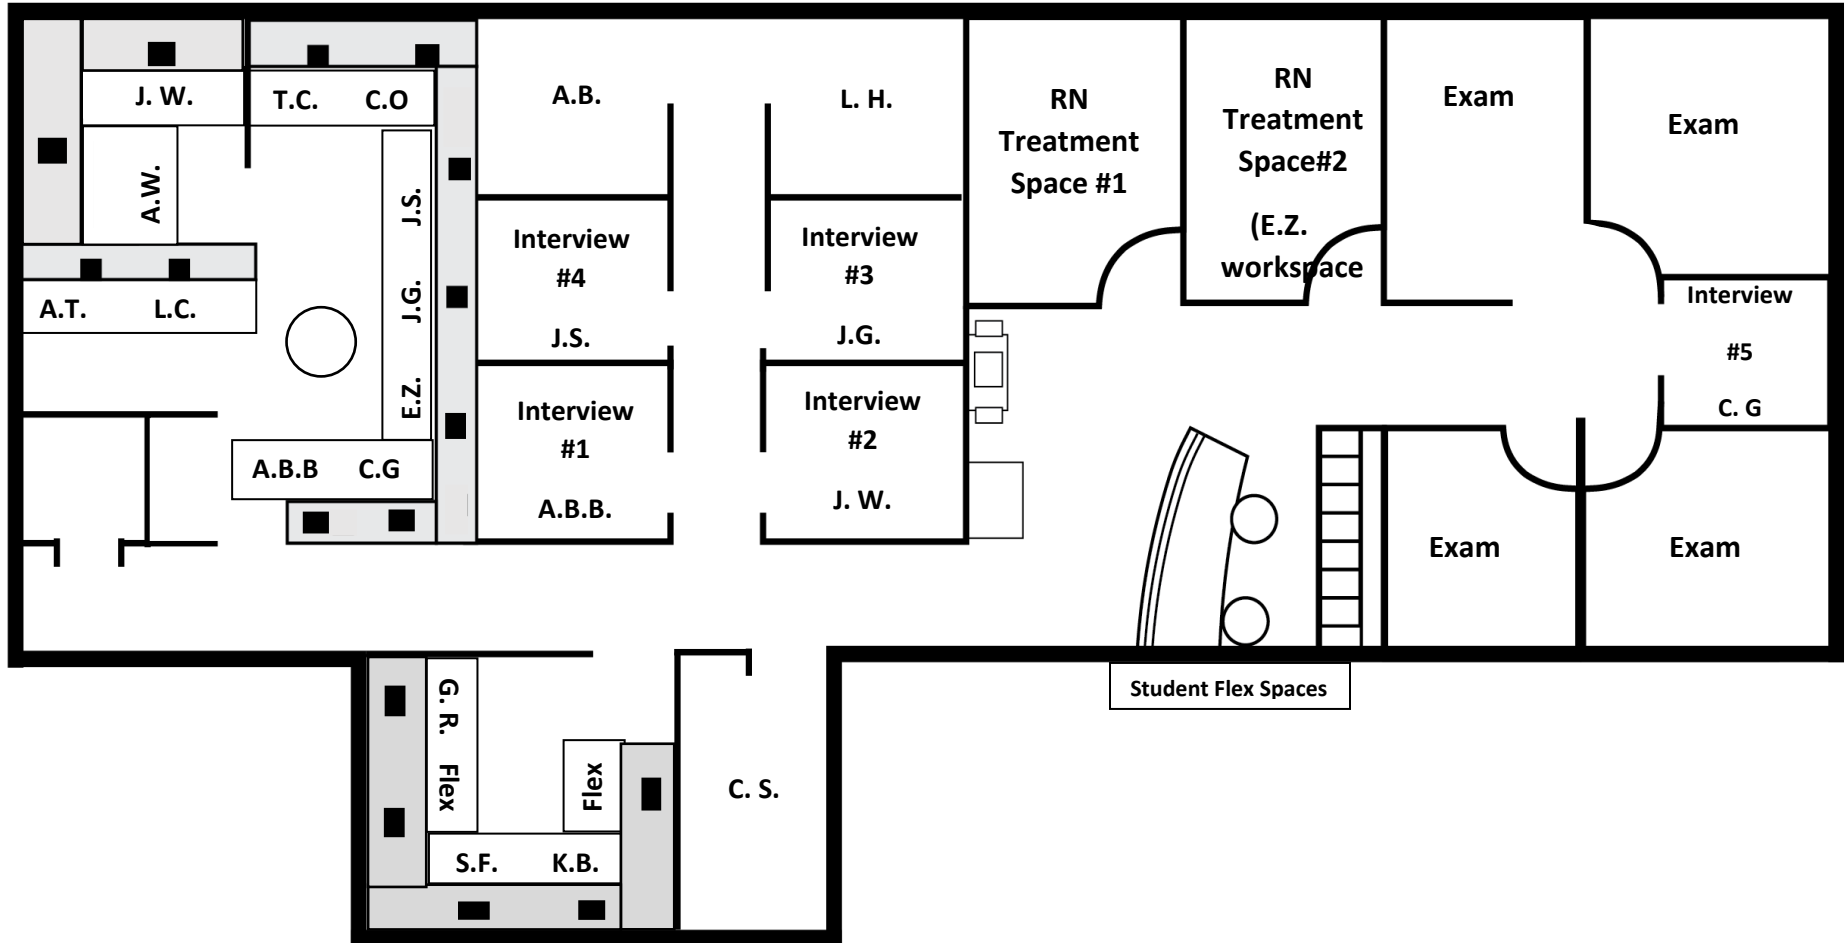 J. W.
T.C. C.O
A.W.
J.S.
J.G.
E.Z.
A.T. L.C.
A.B.B C.G
A.B.
L. H.
Interview
#4
J.S.
Interview
#3
J.G.
Interview
#1
A.B.B.
Interview
#2
J. W.
RN
Treatment
Space #1
RN
Treatment
Space#2
(E.Z.
workspace
Exam
Exam
Interview
#5
C. G
Exam
Exam
Student Flex Spaces
G. R. Flex
Flex
S.F. K.B.
C. S.